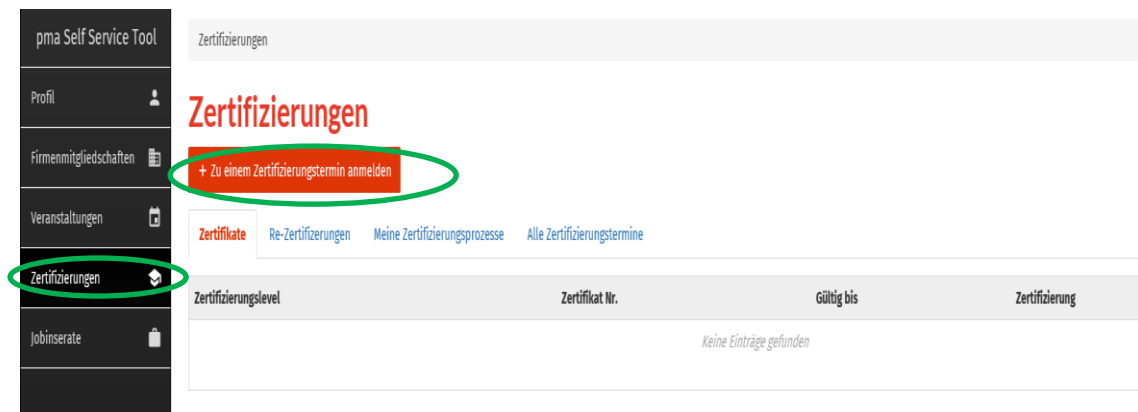 pma Self Service Tool
Profil
Firmenmitgliedschaften
Veranstaltungen
Zertifizierungen
Jobinserate
Zertifizierungen
Zertifizierungen
+ Zu einem Zertifizierungstermin anmelden
Zertifikate Re-Zertifizerungen Meine Zertifizierungsprozesse Alle Zertifizierungstermine
Zertifizierungslevel Zertifikat Nr. Gültig bis Zertifizierung
Keine Einträge gefunden